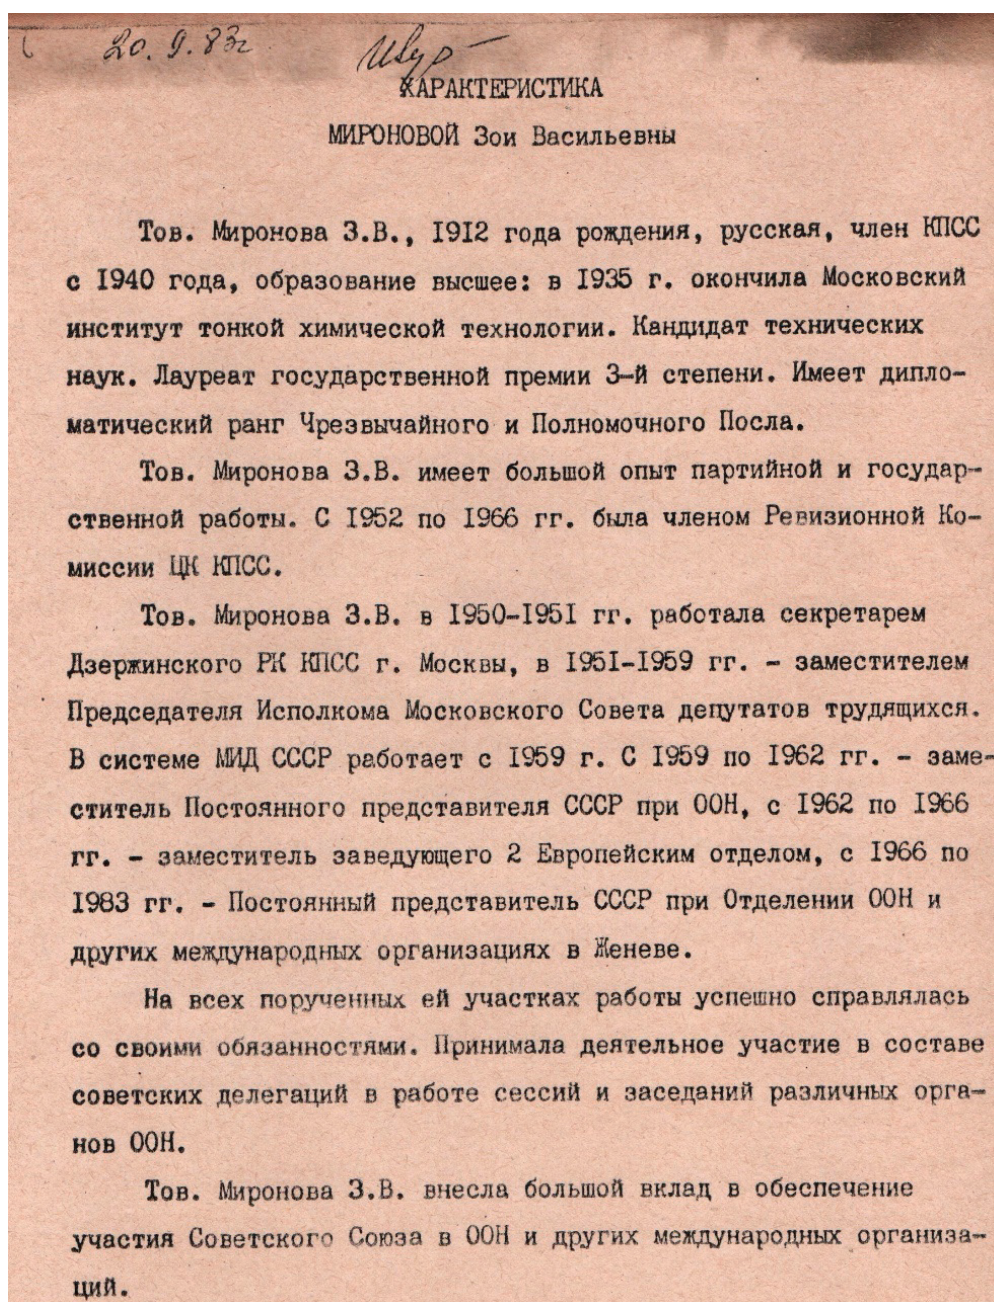 20.9.83г
ХАРАКТЕРИСТИКА
МИРОНОВОЙ Зои Васильевны
Тов. Миронова З.В., 1912 года рождения, русская, член КПСС
с 1940 года, образование высшее: в 1935 г. окончила Московский
институт тонкой химической технологии. Кандидат технических
наук. Лауреат государственной премии 3-й степени. Имеет дипло-
матический ранг Чрезвычайного и Полномочного Посла.
Тов. Миронова З.В. имеет большой опыт партийной и государ-
ственной работы. С 1952 по 1966 гг. была членом Ревизионной Ко-
миссии ЦК КПСС.
Тов. Миронова З.В. в 1950-1951 гг. работала секретарем
Дзержинского РК КПСС г. Москвы, в 1951-1959 гг. - заместителем
Председателя Исполкома Московского Совета депутатов трудящихся.
В системе МИД СССР работает с 1959 г. С 1959 по 1962 гг. - заме-
ститель Постоянного представителя СССР при ООН, с 1962 по 1966
гг. - заместитель заведующего 2 Европейским отделом, с 1966 по
1983 гг. - Постоянный представитель СССР при Отделении ООН и
других международных организациях в Женеве.
На всех порученных ей участках работы успешно справлялась
со своими обязанностями. Принимала деятельное участие в составе
советских делегаций в работе сессий и заседаний различных орга-
нов ООН.
Тов. Миронова З.В. внесла большой вклад в обеспечение
участия Советского Союза в ООН и других международных организа-
ций.